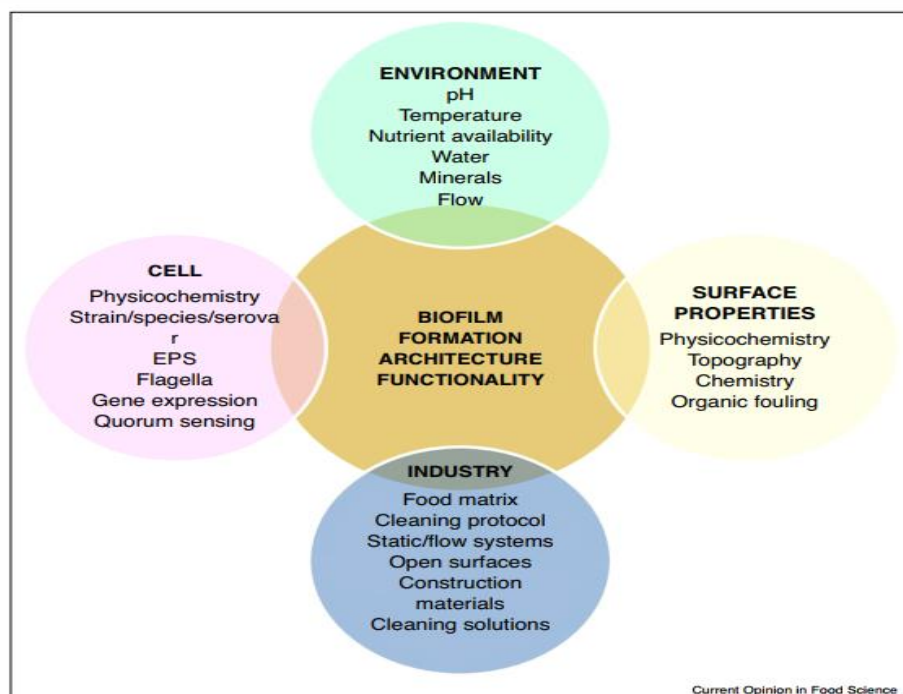 ENVIRONMENT
pH
Temperature
Nutrient availability
Water
Minerals
Flow
CELL
Physicochemistry
Strain/species/serova
r
EPS
Flagella
Gene expression
Quorum sensing
BIOFILM
FORMATION
ARCHITECTURE
FUNCTIONALITY
SURFACE
PROPERTIES
Physicochemistry
Topography
Chemistry
Organic fouling
INDUSTRY
Food matrix
Cleaning protocol
Static/flow systems
Open surfaces
Construction
materials
Cleaning solutions
Current Opinion in Food Science